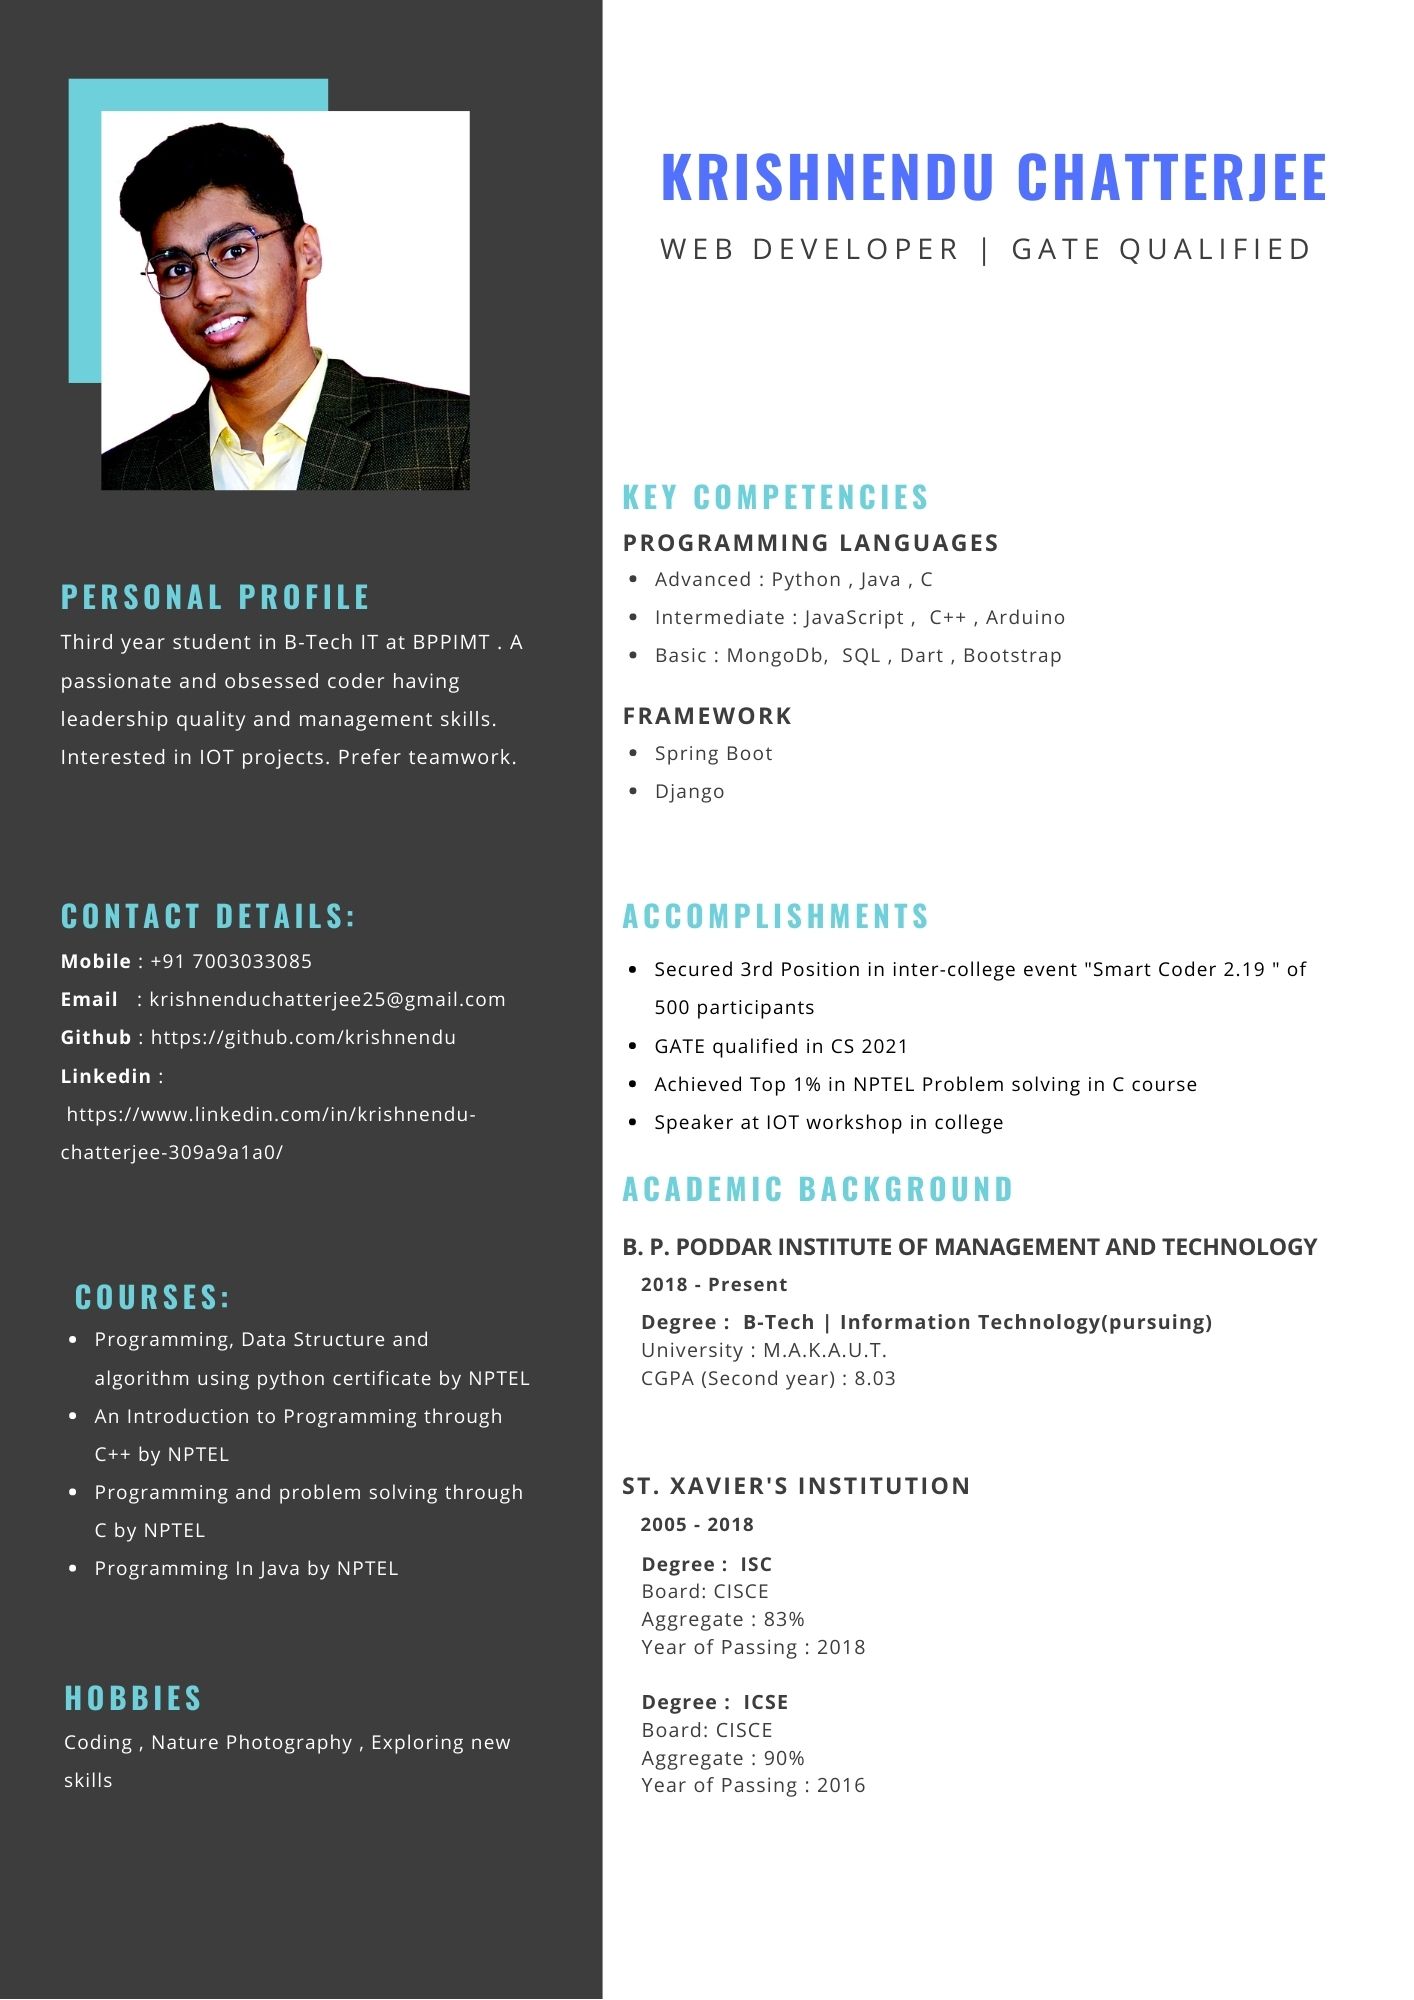 KRISHNENDU CHATTERJEE
WEB DEVELOPER | GATE QUALIFIED
PERSONAL PROFILE
Third year student in B-Tech IT at BPPIMT . A
passionate and obsessed coder having
leadership quality and management skills.
Interested in IOT projects. Prefer teamwork.
CONTACT DETAILS:
Mobile : +91 7003033085
Email : krishnenduchatterjee25@gmail.com
Github : https://github.com/krishnendu
Linkedin :
https://www.linkedin.com/in/krishnendu-
chatterjee-309a9a1a0/
COURSES:
• Programming, Data Structure and
algorithm using python certificate by NPTEL
• An Introduction to Programming through
C++ by NPTEL
• Programming and problem solving through
C by NPTEL
• Programming In Java by NPTEL
HOBBIES
Coding , Nature Photography , Exploring new
skills
KEY COMPETENCIES
PROGRAMMING LANGUAGES
• Advanced : Python , Java , C
• Intermediate : JavaScript , C++ , Arduino
• Basic : MongoDb, SQL , Dart , Bootstrap
FRAMEWORK
• Spring Boot
• Django
ACCOMPLISHMENTS
• Secured 3rd Position in inter-college event "Smart Coder 2.19 " of
500 participants
• GATE qualified in CS 2021
• Achieved Top 1% in NPTEL Problem solving in C course
• Speaker at IOT workshop in college
ACADEMIC BACKGROUND
B. P. PODDAR INSTITUTE OF MANAGEMENT AND TECHNOLOGY
2018 - Present
Degree : B-Tech | Information Technology(pursuing)
University : M.A.K.A.U.T.
CGPA (Second year) : 8.03
ST. XAVIER'S INSTITUTION
2005 - 2018
Degree : ISC
Board: CISCE
Aggregate : 83%
Year of Passing : 2018
Degree : ICSE
Board: CISCE
Aggregate : 90%
Year of Passing : 2016